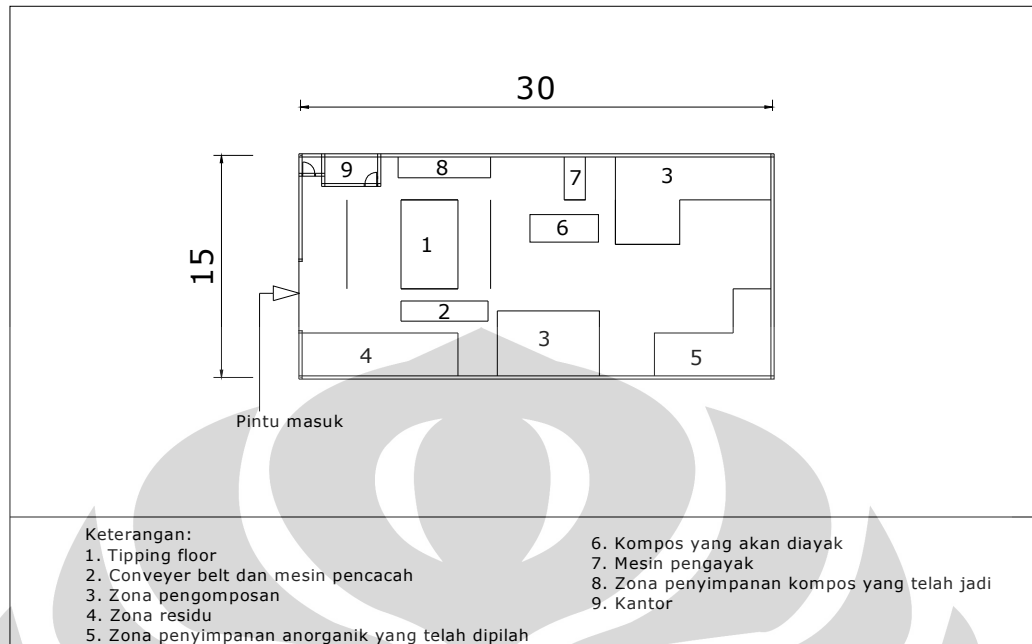 30
15
9
8
7
3
6
1
2
3
4
5
Pintu masuk
Keterangan:
1. Tipping floor
2. Conveyer belt dan mesin pencacah
3. Zona pengomposan
4. Zona residu
5. Zona penyimpanan anorganik yang telah dipilah
6. Kompos yang akan diayak
7. Mesin pengayak
8. Zona penyimpanan kompos yang telah jadi
9. Kantor